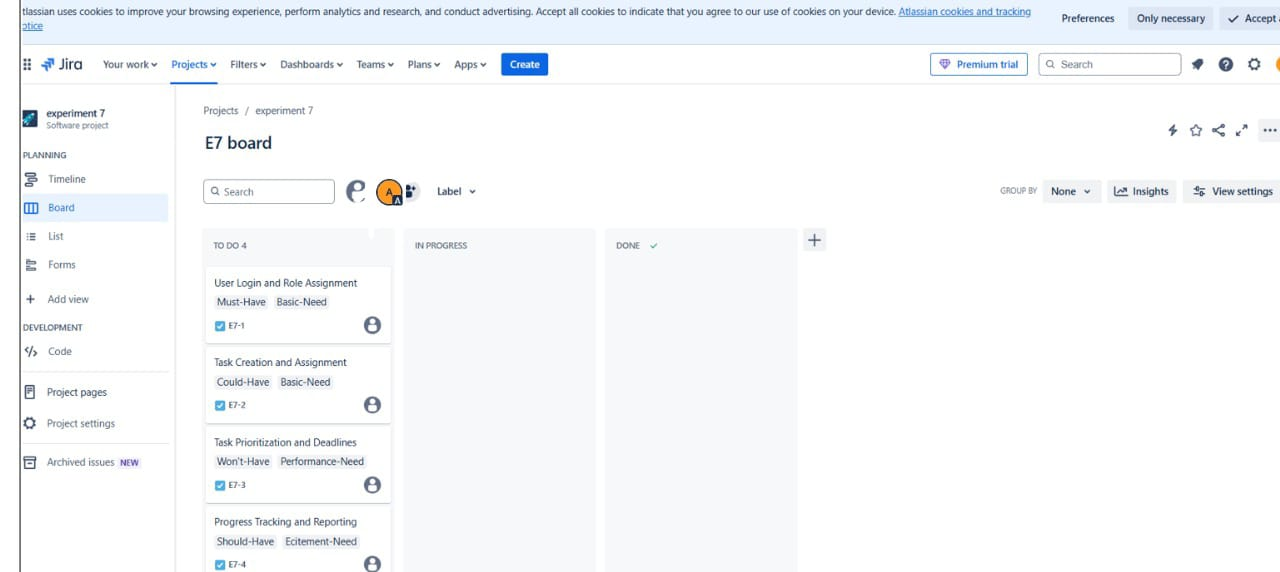 tlassian uses cookies to improve your browsing experience, perform analytics and research, and conduct advertising. Accept all cookies to indicate that you agree to our use of cookies on your device. Atlassian cookies and tracking
otice
Preferences
Only necessary
Accept
Jira
Your work
Projects
Filters
Dashboards
Teams
Plans
Apps
Create
Premium trial
Search
experiment 7
Software project
PLANNING
Timeline
Board
List
Forms
Add view
DEVELOPMENT
Code
Project pages
Project settings
Archived issues NEW
Projects / experiment 7
E7 board
Search
A
A
Label
GROUP BY
None
Insights
View settings
TO DO 4
User Login and Role Assignment
Must-Have Basic-Need
E7-1
Task Creation and Assignment
Could-Have Basic-Need
E7-2
Task Prioritization and Deadlines
Won't-Have Performance-Need
E7-3
Progress Tracking and Reporting
Should-Have Ecitement-Need
E7-4
IN PROGRESS
DONE